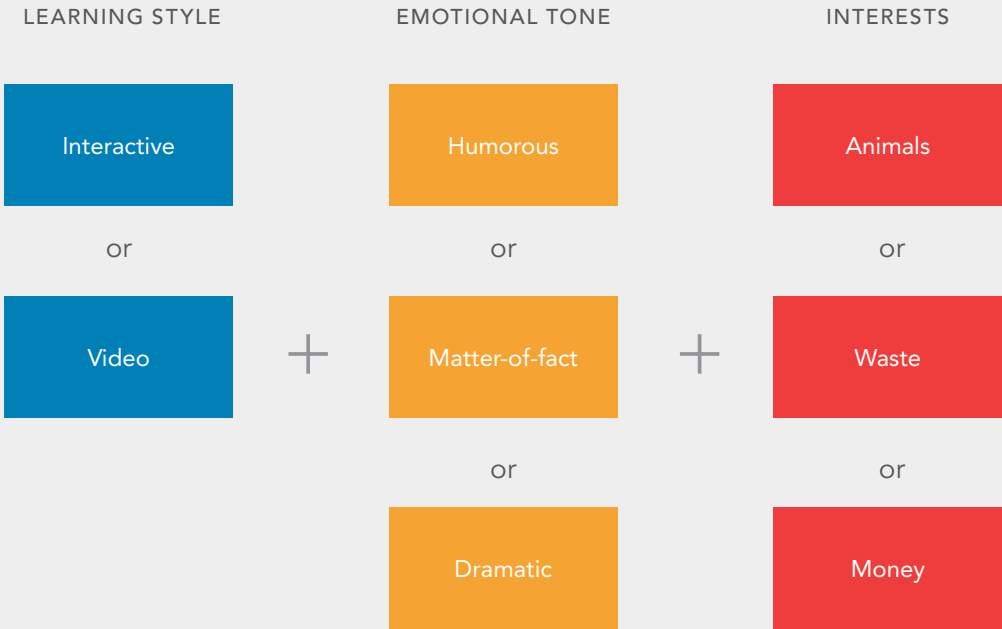 LEARNING STYLE
EMOTIONAL TONE
INTERESTS
Interactive
Humorous
Animals
or
or
or
Video
+
Matter-of-fact
+
Waste
or
or
Dramatic
Money